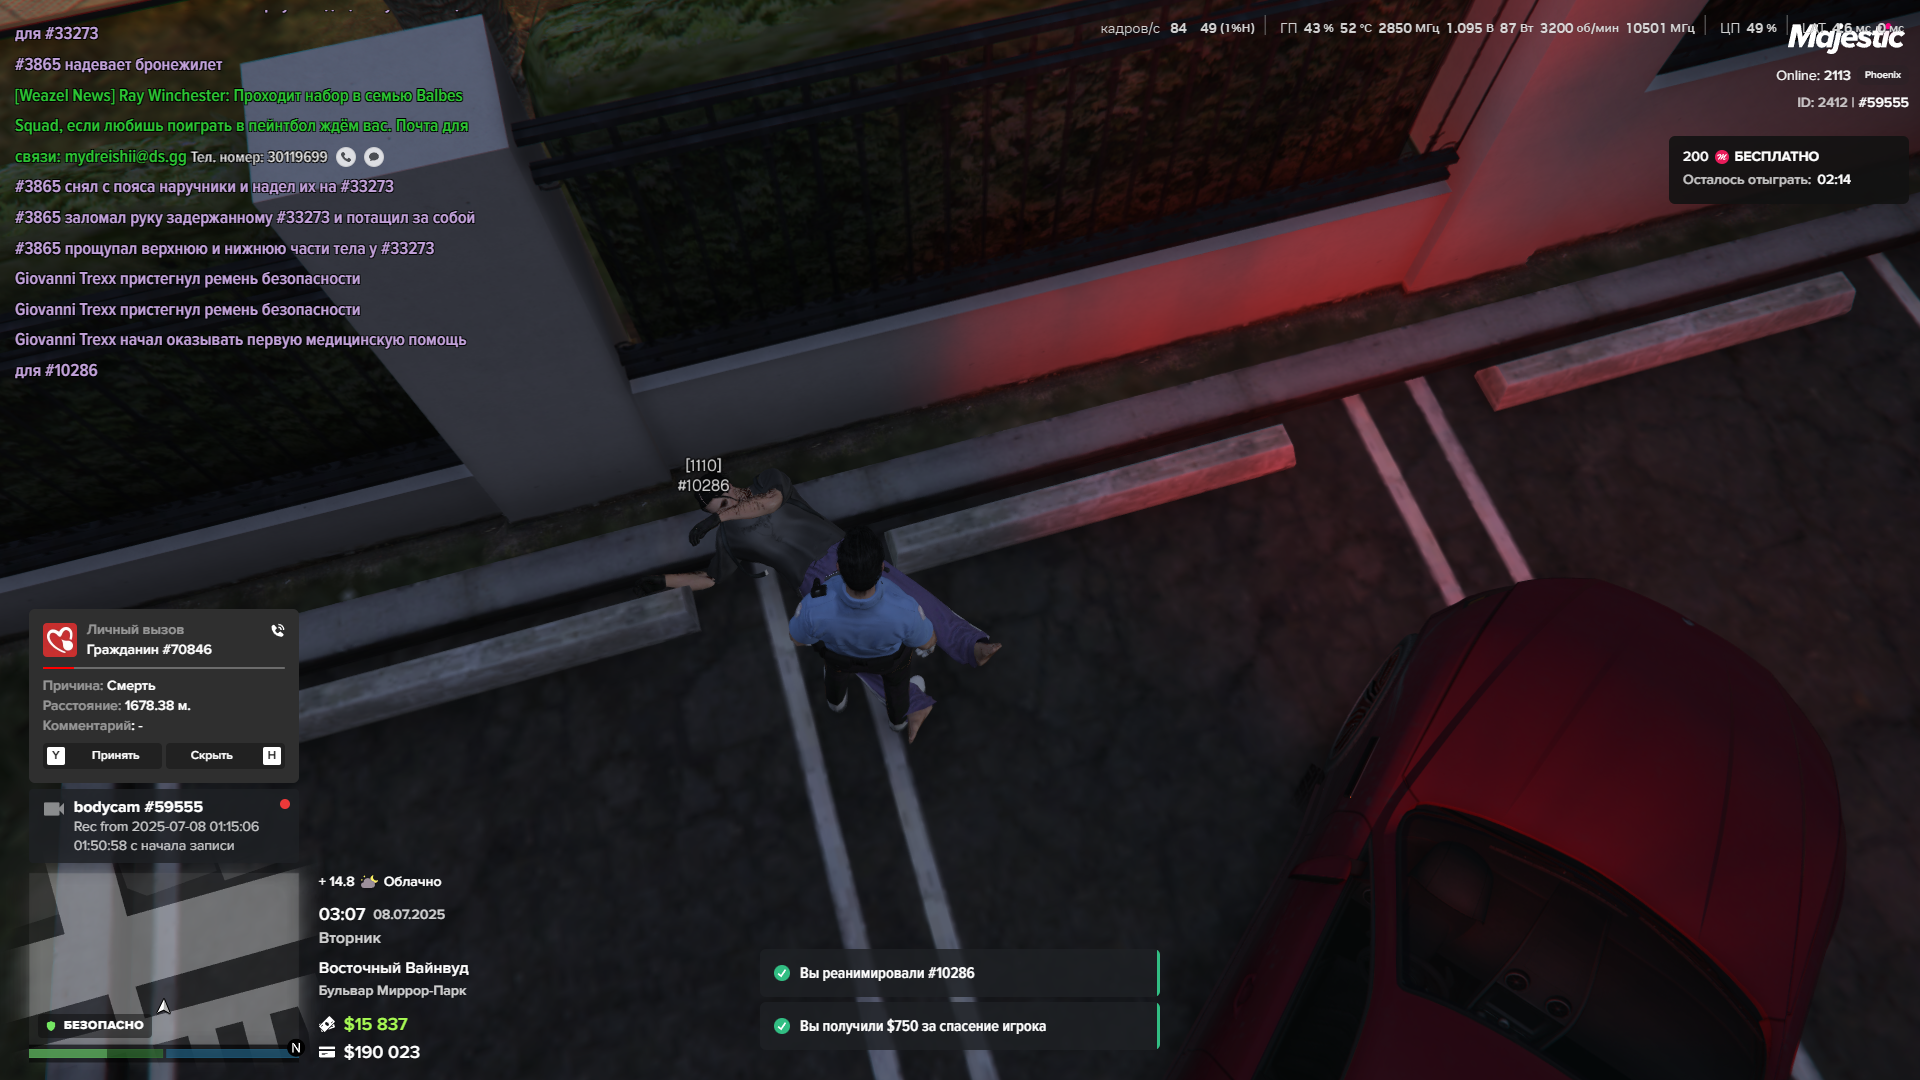 для #33273
#3865 надевает бронежилет
[Weazel News] Ray Winchester: Проходит набор в семью Balbes
Squad, если любишь поиграть в пейнтбол ждём вас. Почта для
связи: mydreishii@ds.gg Тел. номер: 30119699
#3865 снял с пояса наручники и надел их на #33273
#3865 заломал руку задержанному #33273 и потащил за собой
#3865 прощупал верхнюю и нижнюю части тела у #33273
Giovanni Trexx пристегнул ремень безопасности
Giovanni Trexx пристегнул ремень безопасности
Giovanni Trexx начал оказывать первую медицинскую помощь
для #10286
кадров/с 84 49 (1%Н) ГП 43 % 52 °C 2850 МГц 1.095 В 87 Вт 3200 об/мин 10501 МГц ЦП 49 %
Majestic
Online: 2113 Phoenix
ID: 2412 | #59555
200 БЕСПЛАТНО
Осталось отыграть: 02:14
[1110]
#10286
Личный вызов
Гражданин #70846
Причина: Смерть
Расстояние: 1678.38 м.
Комментарий: -
Y Принять Скрыть H
bodycam #59555
Rec from 2025-07-08 01:15:06
01:50:58 с начала записи
+ 14.8 Облачно
03:07 08.07.2025
Вторник
Восточный Вайнвуд
Бульвар Миррор-Парк
$15 837
$190 023
БЕЗОПАСНО
N
Вы реанимировали #10286
Вы получили $750 за спасение игрока